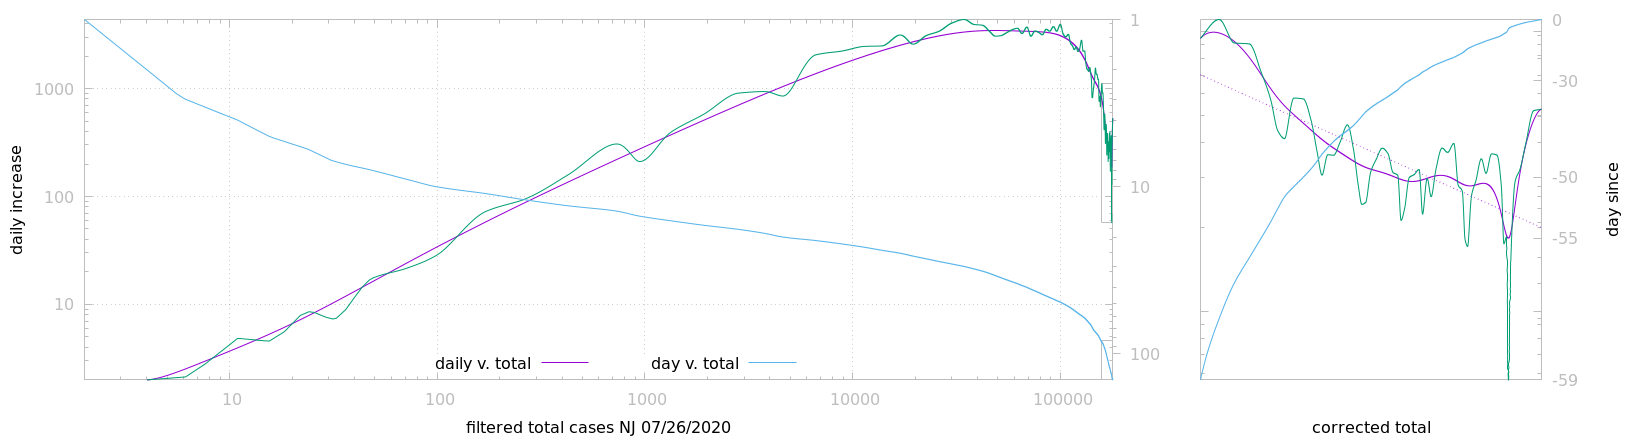 1000
100
10
daily increase
10
100
1000
10000
100000
1
10
100
daily v. total
day v. total
filtered total cases NJ 07/26/2020
0
-30
-50
-55
-59
day since
corrected total